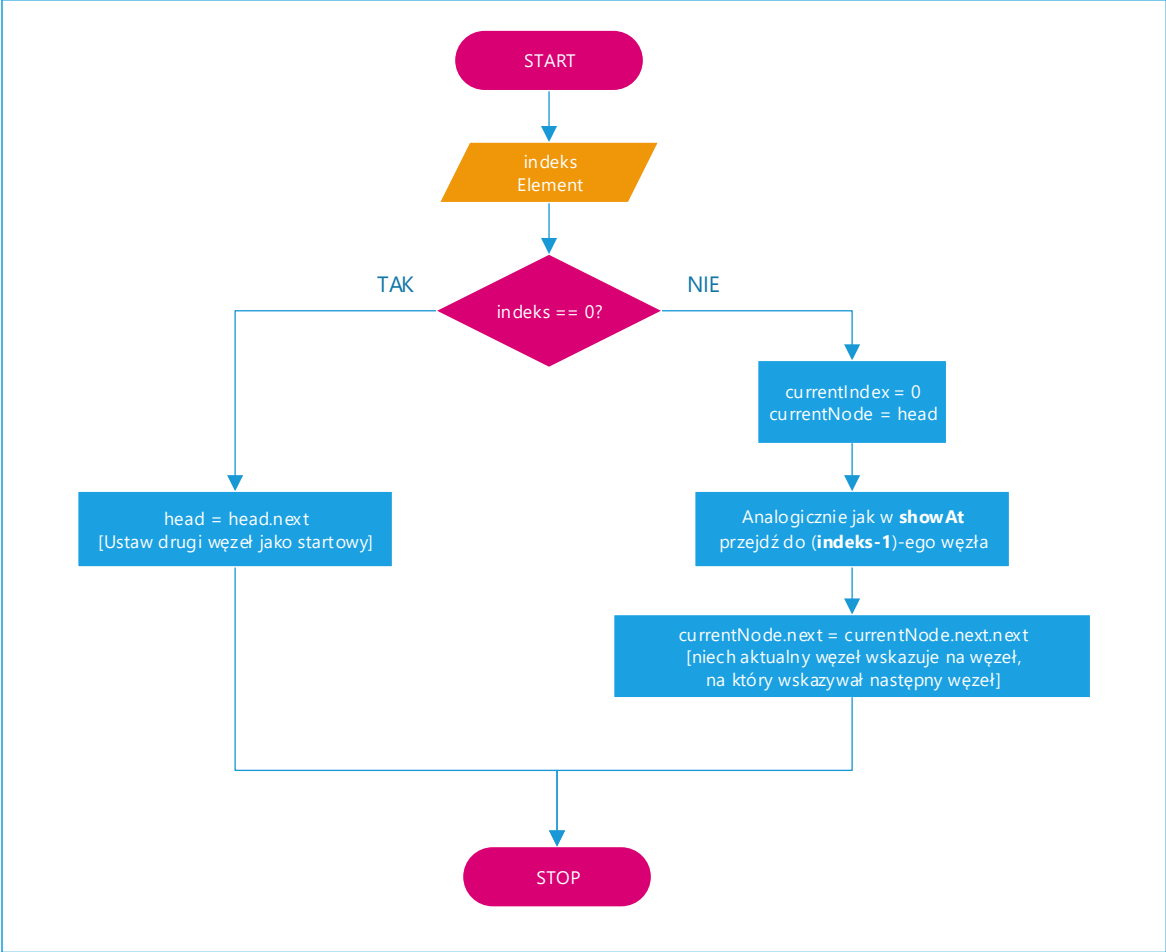 START
indeks
Element
TAK
NIE
indeks == 0?
currentIndex = 0
currentNode = head
head = head.next
[Ustaw drugi węzeł jako startowy]
Analogicznie jak w showAt
przejdź do (indeks-1)-ego węzła
currentNode.next = currentNode.next.next
[niech aktualny węzeł wskazuje na węzeł,
na który wskazywał następny węzeł]
STOP